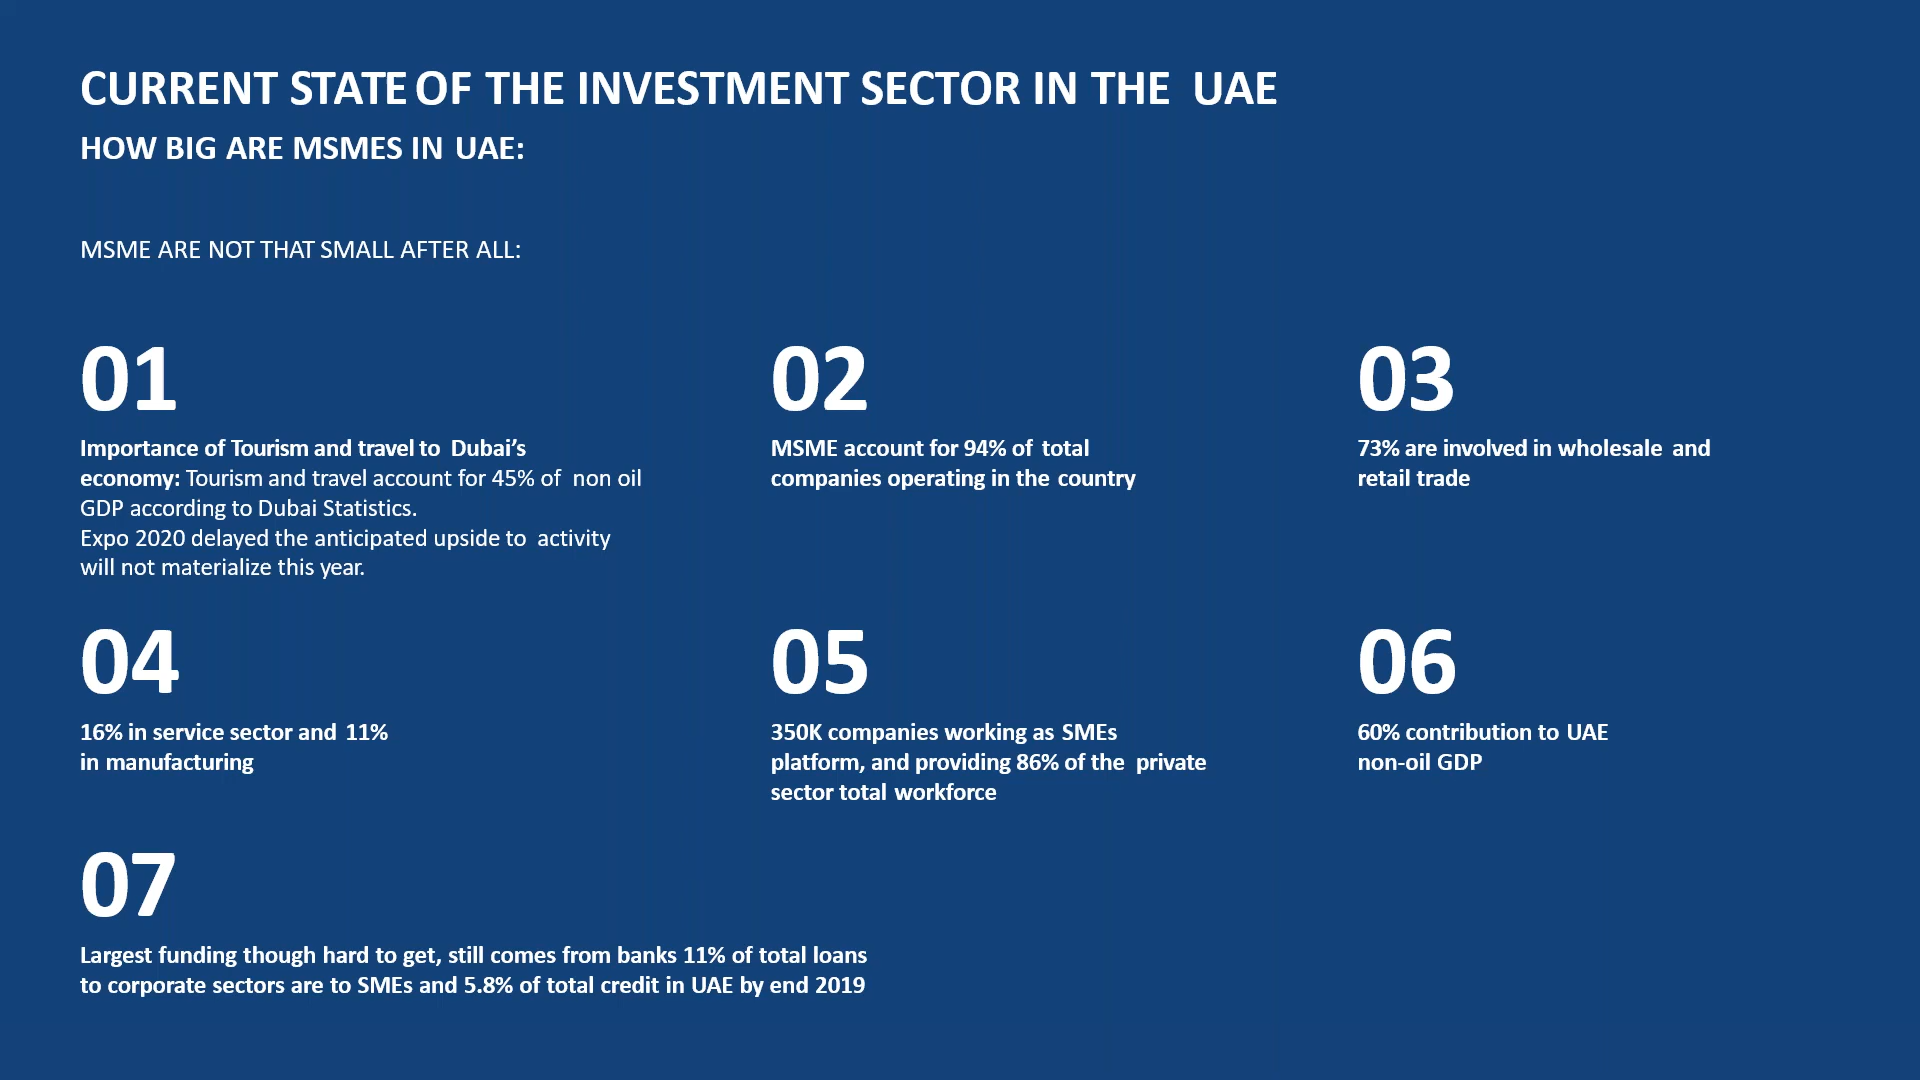 CURRENT STATE OF THE INVESTMENT SECTOR IN THE UAE
HOW BIG ARE MSMES IN UAE:
MSME ARE NOT THAT SMALL AFTER ALL:
01
Importance of Tourism and travel to Dubai’s
economy: Tourism and travel account for 45% of non oil
GDP according to Dubai Statistics.
Expo 2020 delayed the anticipated upside to activity
will not materialize this year.
02
MSME account for 94% of total
companies operating in the country
03
73% are involved in wholesale and
retail trade
04
16% in service sector and 11%
in manufacturing
05
350K companies working as SMEs
platform, and providing 86% of the private
sector total workforce
06
60% contribution to UAE
non-oil GDP
07
Largest funding though hard to get, still comes from banks 11% of total loans
to corporate sectors are to SMEs and 5.8% of total credit in UAE by end 2019